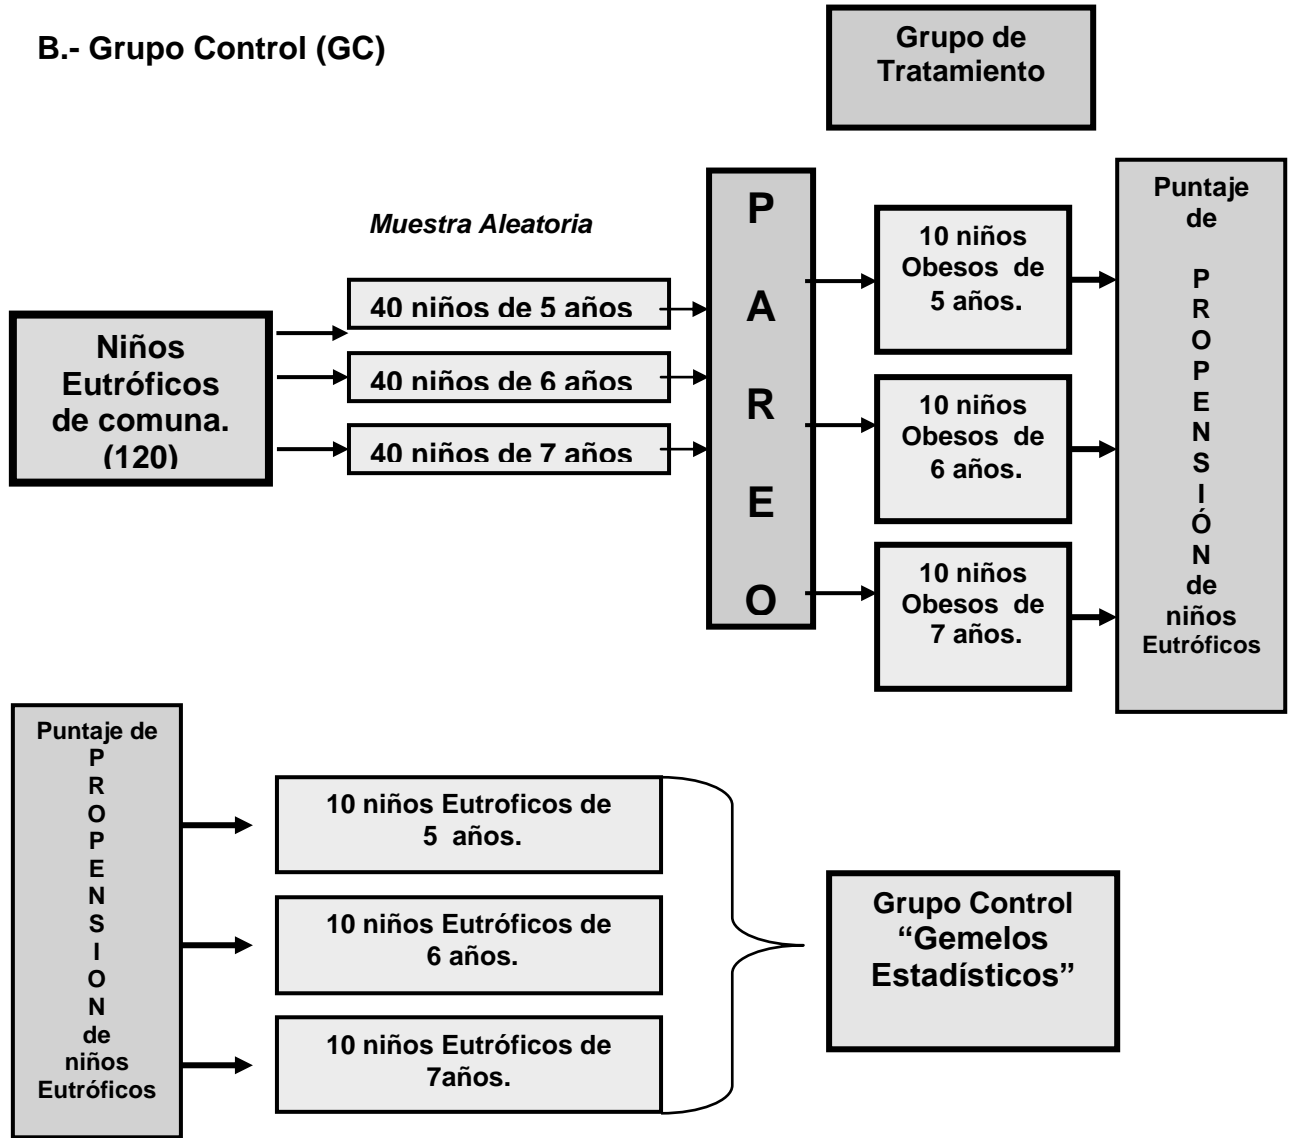 B.- Grupo Control (GC)
Grupo de
Tratamiento
Muestra Aleatoria
Niños
Eutróficos
de comuna.
(120)
40 niños de 5 años
40 niños de 6 años
40 niños de 7 años
P
A
R
E
O
10 niños
Obesos de
5 años.
10 niños
Obesos de
6 años.
10 niños
Obesos de
7 años.
Puntaje
de
P
R
O
P
E
N
S
I
Ó
N
de
niños
Eutróficos
Puntaje de
P
R
O
P
E
N
S
I
O
N
de
niños
Eutróficos
10 niños Eutroficos de
5 años.
10 niños Eutróficos de
6 años.
10 niños Eutróficos de
7años.
Grupo Control
“Gemelos
Estadísticos”